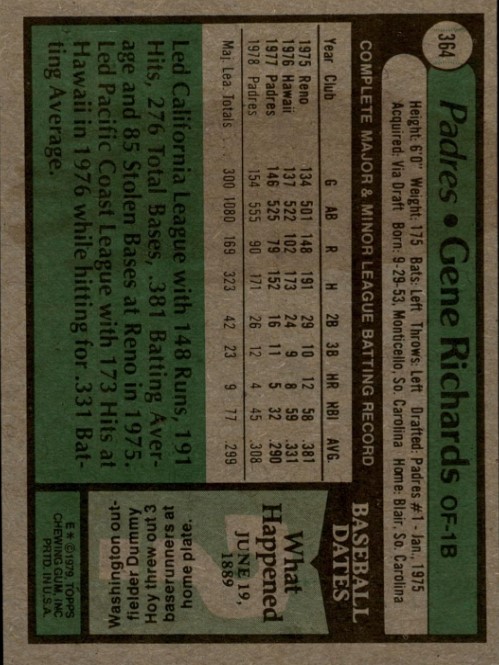 364
Padres • Gene Richards OF-1B
Height: 6'0" Weight: 175 Bats: Left Throws: Left Drafted: Padres #1 - Jan., 1975
Acquired: Via Draft Born: 9-29-53, Monticello, So. Carolina Home: Blair, So. Carolina
COMPLETE MAJOR & MINOR LEAGUE BATTING RECORD
Year Club G AB R H 2B 3B HR RBI AVG.
1975 Reno 134 501 148 191 29 10 12 58 .381
1976 Hawaii 137 522 102 173 24 9 8 59 .331
1977 Padres 146 525 79 152 16 11 5 32 .290
1978 Padres 154 555 90 171 26 12 4 45 .308
Maj. Lea. Totals 300 1080 169 323 42 23 9 77 .299
Led California League with 148 Runs, 191
Hits, 276 Total Bases, .381 Batting Aver-
age and 85 Stolen Bases at Reno in 1975.
Led Pacific Coast League with 173 Hits at
Hawaii in 1976 while hitting for .331 Bat-
ting Average.
BASEBALL
DATES
What
Happened
JUNE 19,
1889
Washington out-
fielder Dummy
Hoy threw out 3
baserunners at
home plate.
E* ©1979 TOPPS
CHEWING GUM, INC.
PRTD. IN U.S.A.